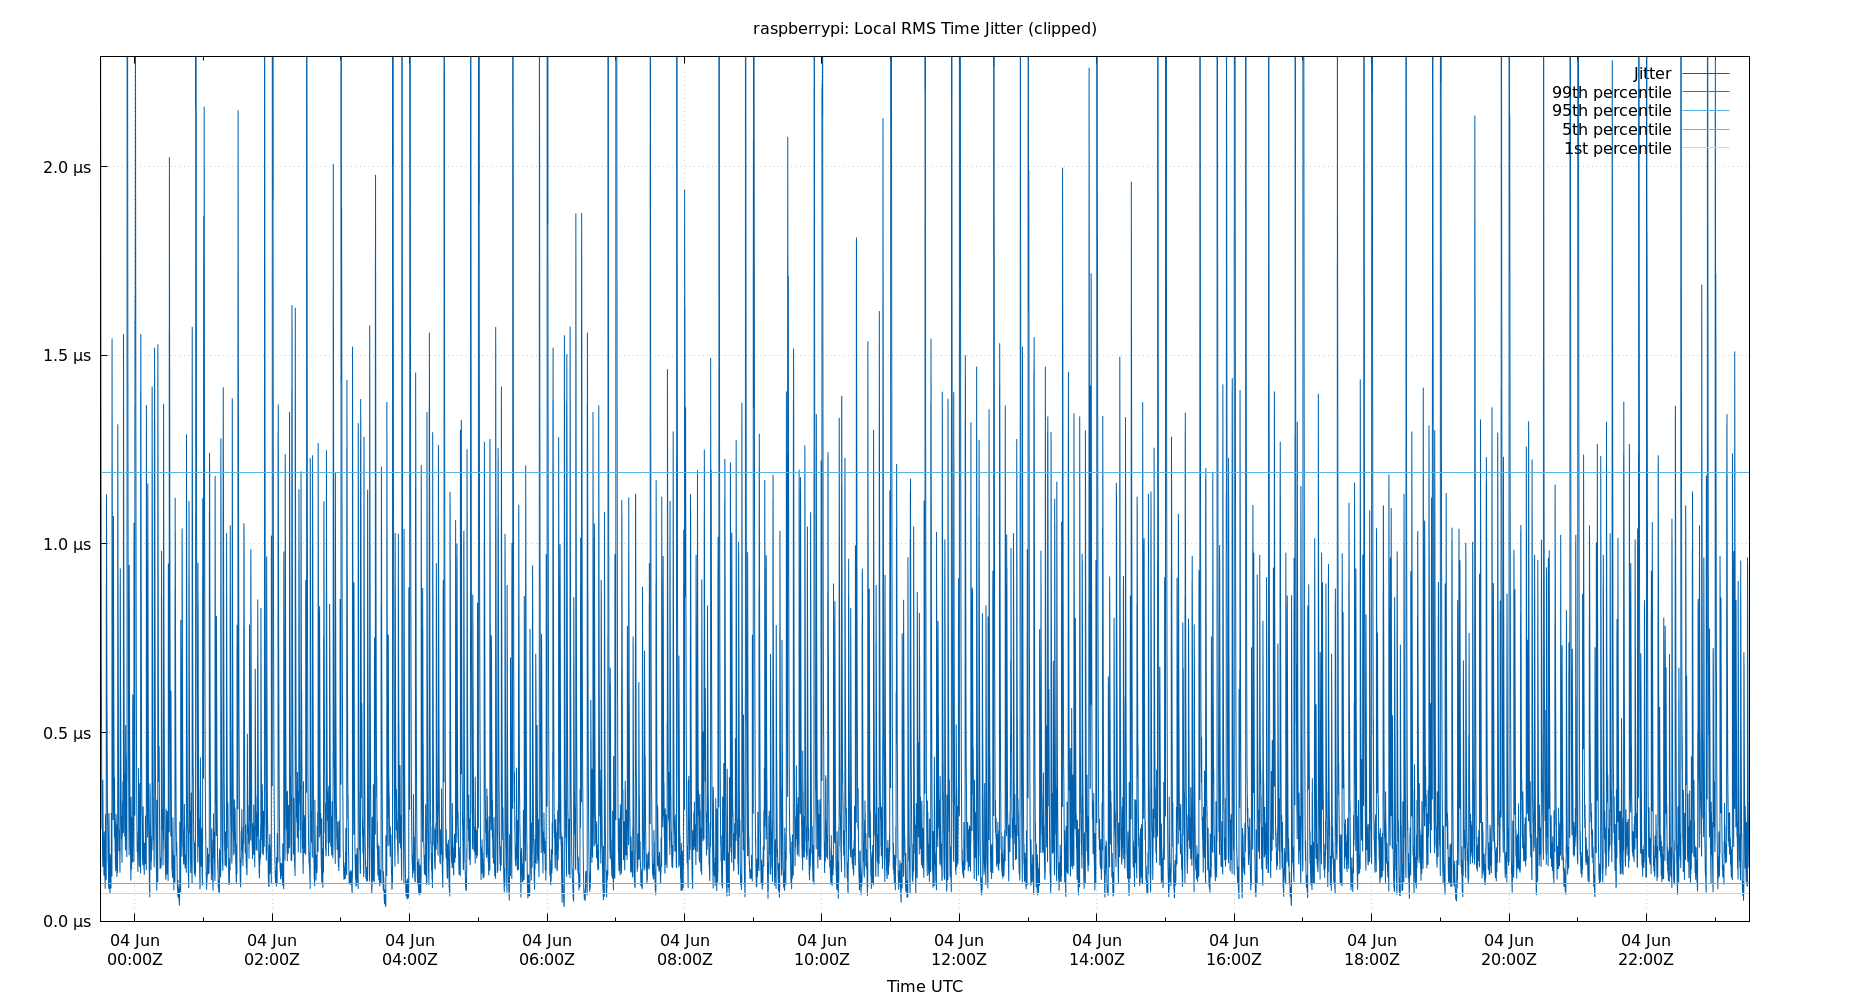 raspberrypi: Local RMS Time Jitter (clipped)
Jitter
99th percentile
95th percentile
5th percentile
1st percentile
2.0 µs
1.5 µs
1.0 µs
0.5 µs
0.0 µs
04 Jun 04 Jun 04 Jun 04 Jun 04 Jun 04 Jun 04 Jun 04 Jun 04 Jun 04 Jun 04 Jun 04 Jun
00:00Z 02:00Z 04:00Z 06:00Z 08:00Z 10:00Z 12:00Z 14:00Z 16:00Z 18:00Z 20:00Z 22:00Z
Time UTC